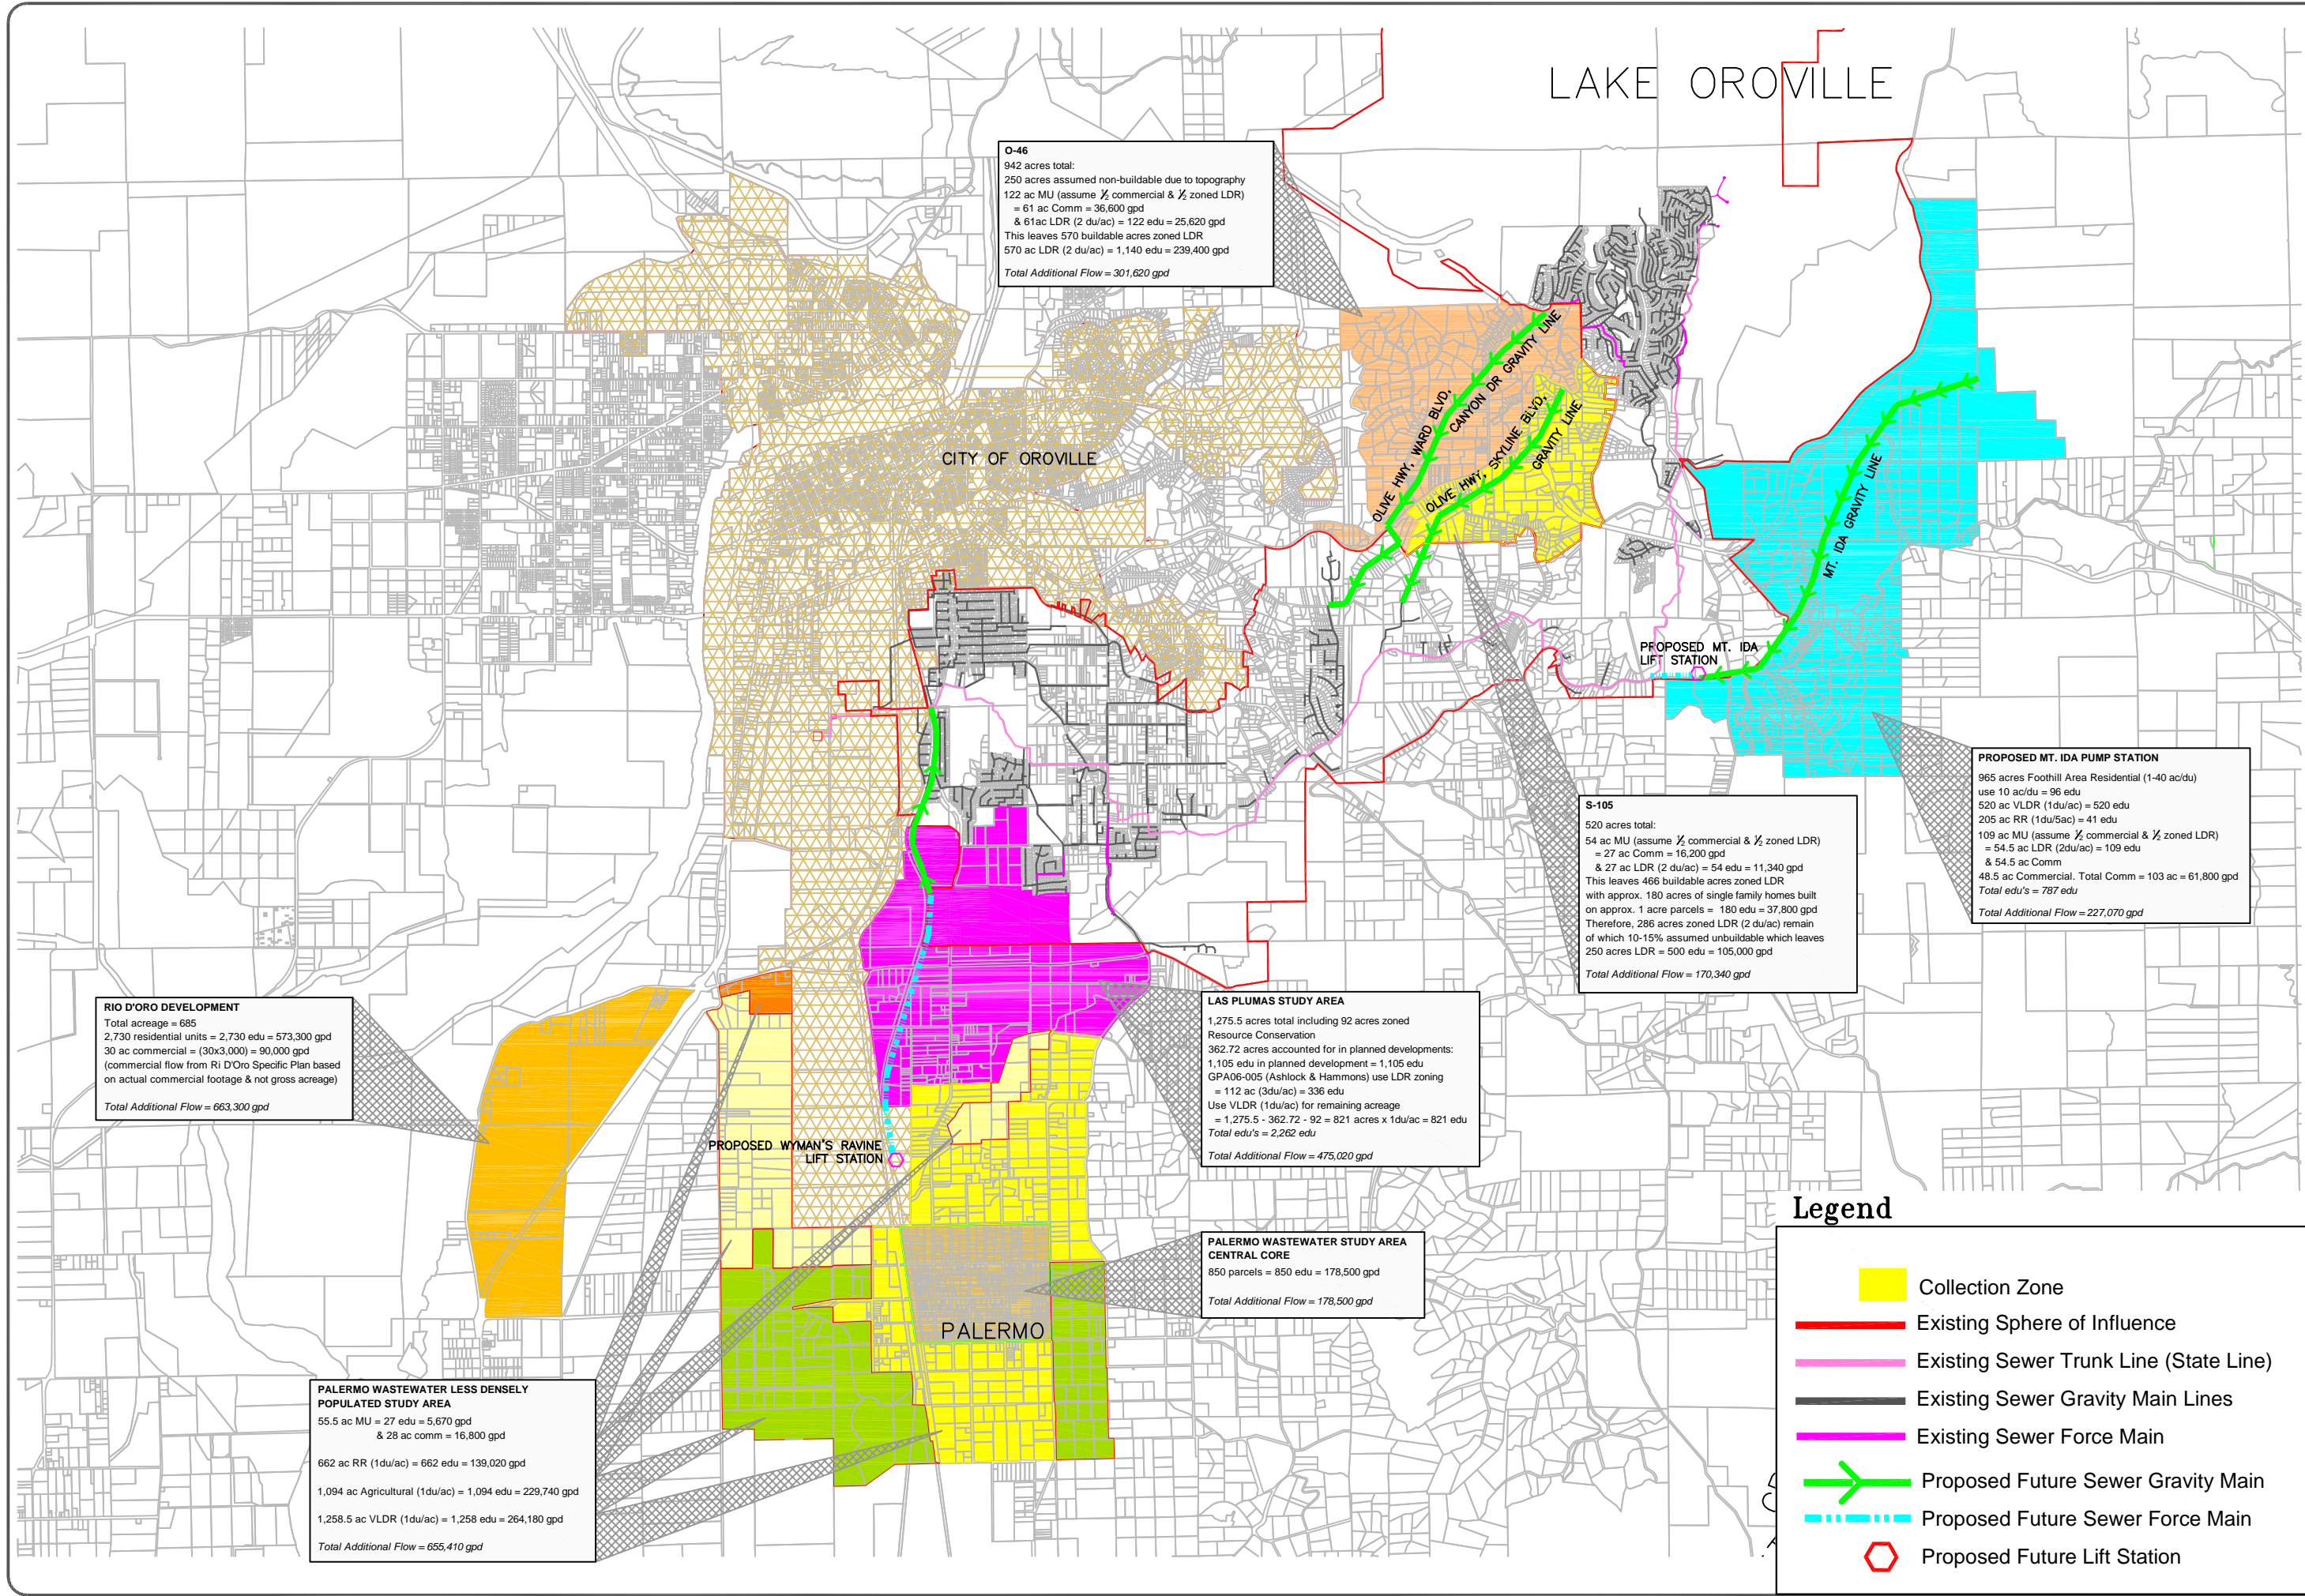 LAKE OROVILLE
O-46
942 acres total:
250 acres assumed non-buildable due to topography
122 ac MU (assume ½ commercial & ½ zoned LDR)
= 61 ac Comm = 36,600 gpd
& 61ac LDR (2 du/ac) = 122 edu = 25,620 gpd
This leaves 570 buildable acres zoned LDR
570 ac LDR (2 du/ac) = 1,140 edu = 239,400 gpd
Total Additional Flow = 301,620 gpd
OLIVE HWY, WARD BLVD,
CANYON DR GRAVITY LINE
OLIVE HWY, SKYLINE BLVD,
GRAVITY LINE
CITY OF OROVILLE
MT. IDA GRAVITY LINE
PROPOSED MT. IDA
LIFT STATION
PROPOSED MT. IDA PUMP STATION
965 acres Foothill Area Residential (1-40 ac/du)
use 10 ac/du = 96 edu
520 ac VLDR (1du/ac) = 520 edu
205 ac RR (1du/5ac) = 41 edu
109 ac MU (assume ½ commercial & ½ zoned LDR)
= 54.5 ac LDR (2du/ac) = 109 edu
& 54.5 ac Comm
48.5 ac Commercial. Total Comm = 103 ac = 61,800 gpd
Total edu's = 787 edu
Total Additional Flow = 227,070 gpd
S-105
520 acres total:
54 ac MU (assume ½ commercial & ½ zoned LDR)
= 27 ac Comm = 16,200 gpd
& 27 ac LDR (2 du/ac) = 54 edu = 11,340 gpd
This leaves 466 buildable acres zoned LDR
with approx. 180 acres of single family homes built
on approx. 1 acre parcels = 180 edu = 37,800 gpd
Therefore, 286 acres zoned LDR (2 du/ac) remain
of which 10-15% assumed unbuildable which leaves
250 acres LDR = 500 edu = 105,000 gpd
Total Additional Flow = 170,340 gpd
RIO D'ORO DEVELOPMENT
Total acreage = 685
2,730 residential units = 2,730 edu = 573,300 gpd
30 ac commercial = (30x3,000) = 90,000 gpd
(commercial flow from Ri D'Oro Specific Plan based
on actual commercial footage & not gross acreage)
Total Additional Flow = 663,300 gpd
LAS PLUMAS STUDY AREA
1,275.5 acres total including 92 acres zoned
Resource Conservation
362.72 acres accounted for in planned developments:
1,105 edu in planned development = 1,105 edu
GPA06-005 (Ashlock & Hammons) use LDR zoning
= 112 ac (3du/ac) = 336 edu
Use VLDR (1du/ac) for remaining acreage
= 1,275.5 - 362.72 - 92 = 821 acres x 1du/ac = 821 edu
Total edu's = 2,262 edu
Total Additional Flow = 475,020 gpd
PROPOSED WYMAN'S RAVINE
LIFT STATION
PALERMO WASTEWATER STUDY AREA
CENTRAL CORE
850 parcels = 850 edu = 178,500 gpd
Total Additional Flow = 178,500 gpd
PALERMO
PALERMO WASTEWATER LESS DENSELY
POPULATED STUDY AREA
55.5 ac MU = 27 edu = 5,670 gpd
& 28 ac comm = 16,800 gpd
662 ac RR (1du/ac) = 662 edu = 139,020 gpd
1,094 ac Agricultural (1du/ac) = 1,094 edu = 229,740 gpd
1,258.5 ac VLDR (1du/ac) = 1,258 edu = 264,180 gpd
Total Additional Flow = 655,410 gpd
Legend
Collection Zone
Existing Sphere of Influence
Existing Sewer Trunk Line (State Line)
Existing Sewer Gravity Main Lines
Existing Sewer Force Main
Proposed Future Sewer Gravity Main
Proposed Future Sewer Force Main
Proposed Future Lift Station